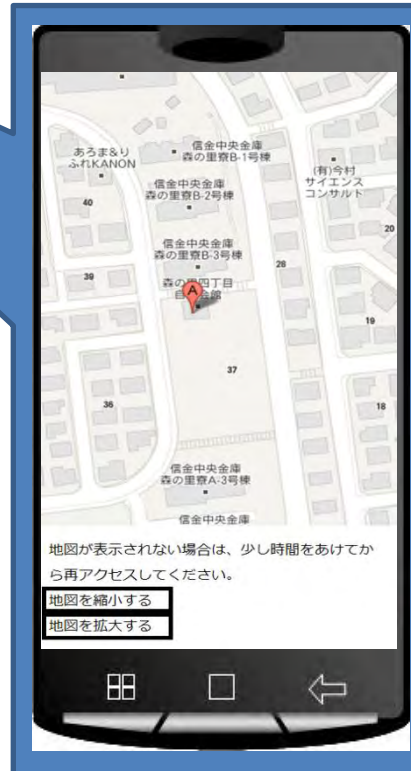 あろま&り
ふれKANON
信金中央金庫
森の里寮B-1号棟
(有)今村
サイエンス
コンサルト
信金中央金庫
森の里寮B-2号棟
40
20
信金中央金庫
森の里寮B-3号棟
39
28
森の里四丁目
A
19
37
36
18
信金中央金庫
森の里寮A-3号棟
信金中央金庫
地図が表示されない場合は、少し時間をあけてか
ら再アクセスしてください。
地図を縮小する
地図を拡大する